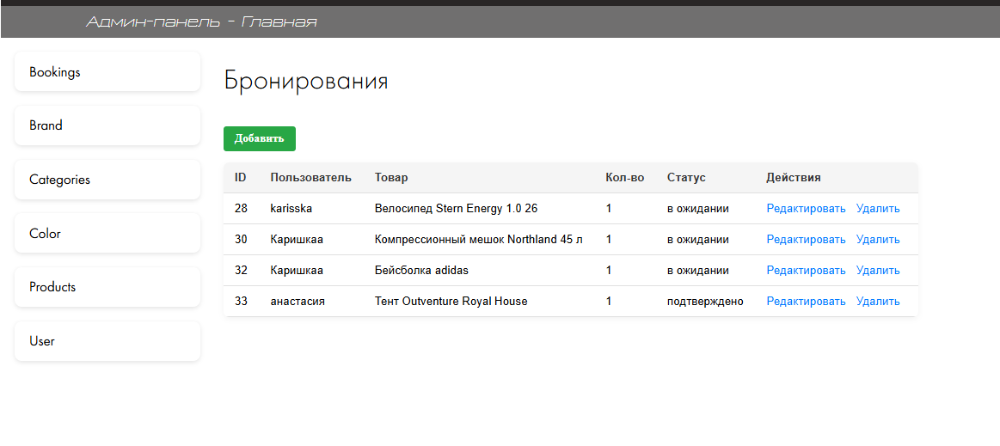 Админ-панель - Главная
Bookings
Brand
Categories
Color
Products
User
Бронирования
Добавить
ID Пользователь Товар Кол-во Статус Действия
28 karisska Велосипед Stern Energy 1.0 26 1 в ожидании Редактировать Удалить
30 Каришкаа Компрессионный мешок Northland 45 л 1 в ожидании Редактировать Удалить
32 Каришкаа Бейсболка adidas 1 в ожидании Редактировать Удалить
33 анастасия Тент Outventure Royal House 1 подтверждено Редактировать Удалить